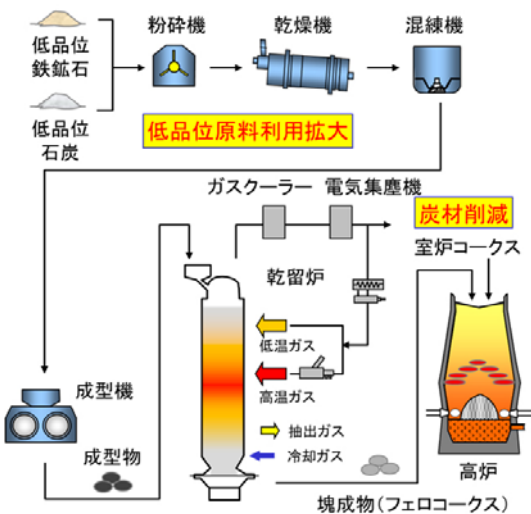 粉砕機
乾燥機
混練機
低品位
鉄鉱石
低品位
石炭
低品位原料利用拡大
ガスクーラー 電気集塵機
炭材削減
室炉コークス
乾留炉
低温ガス
高温ガス
成型機
抽出ガス
成型物
冷却ガス
高炉
塊成物(フェロコークス)